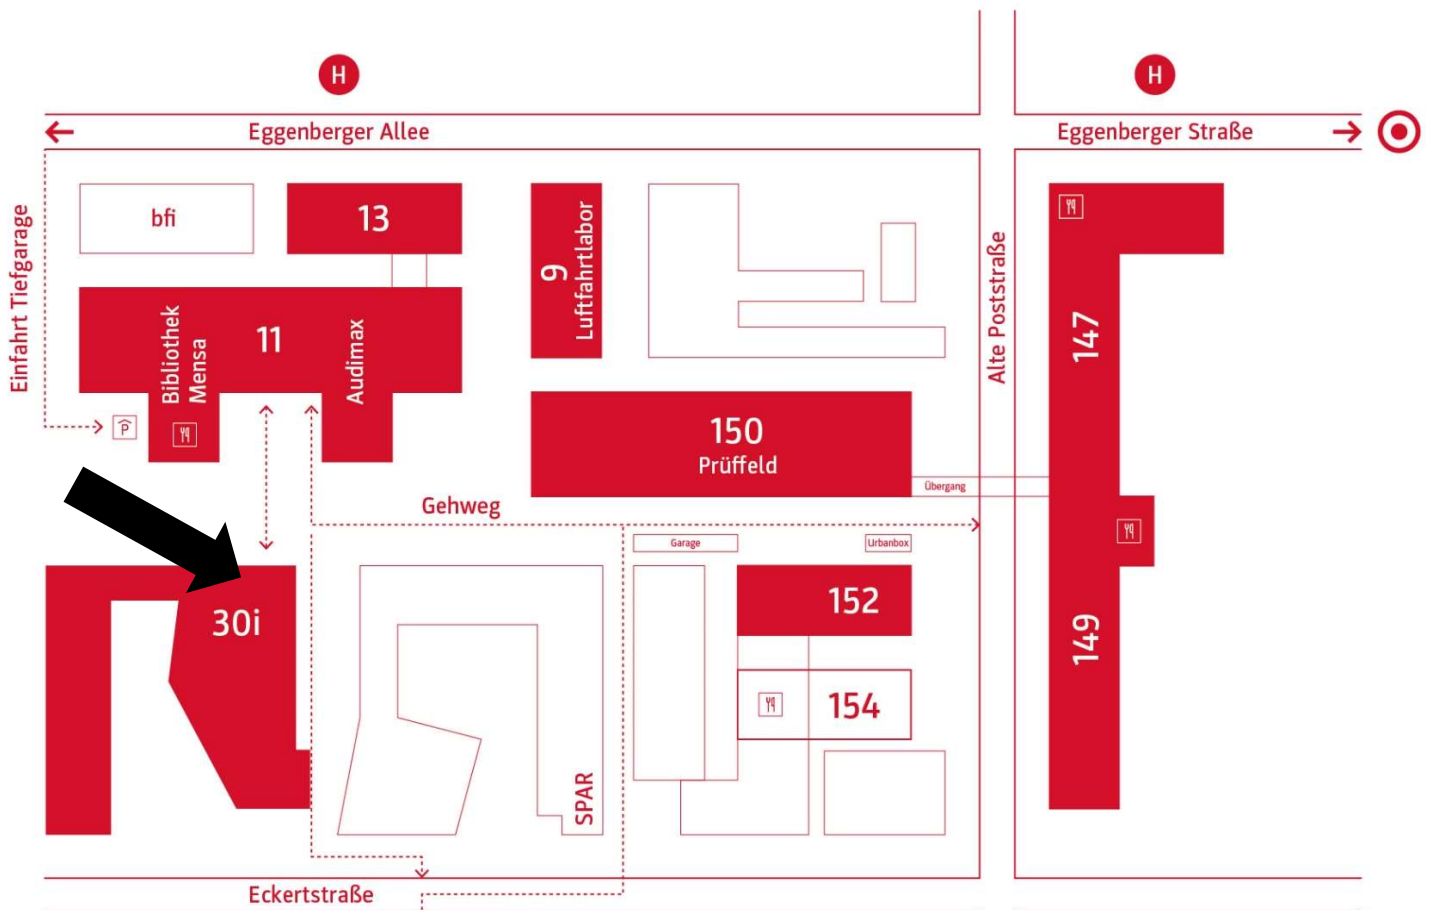 H
H
Eggenberger Allee
Eggenberger Straße
Einfahrt Tiefgarage
bfi
13
9
Luftfahrtlabor
Alte Poststraße
147
Bibliothek
Mensa
11
Audimax
P
150
Prüffeld
Übergang
Gehweg
Garage
Urbanbox
30i
152
149
154
SPAR
Eckertstraße